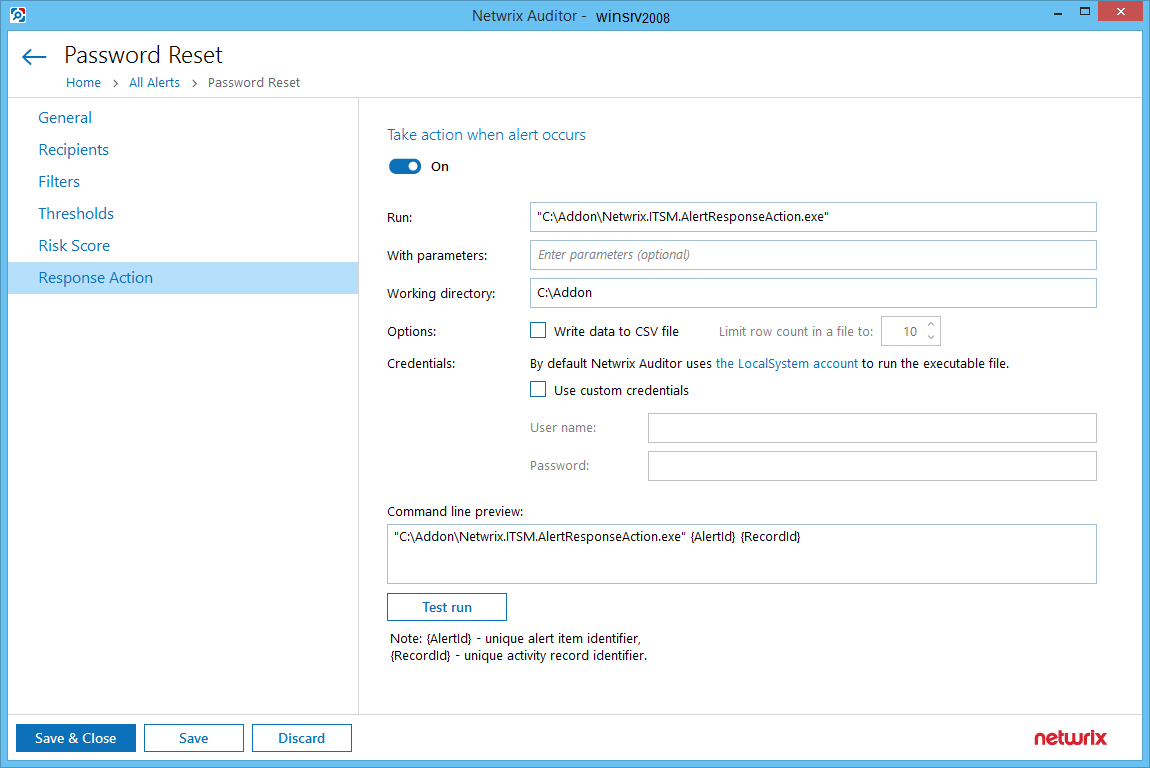 Netwrix Auditor - winsrv2008
Password Reset
Home > All Alerts > Password Reset
General
Recipients
Filters
Thresholds
Risk Score
Response Action
Take action when alert occurs
On
Run: "C:\Addon\Netwrix.ITSM.AlertResponseAction.exe"
With parameters: Enter parameters (optional)
Working directory: C:\Addon
Options: Write data to CSV file Limit row count in a file to: 10
Credentials: By default Netwrix Auditor uses the LocalSystem account to run the executable file.
Use custom credentials
User name:
Password:
Command line preview:
"C:\Addon\Netwrix.ITSM.AlertResponseAction.exe" {AlertId} {RecordId}
Test run
Note: {AlertId} - unique alert item identifier,
{RecordId} - unique activity record identifier.
Save & Close Save Discard netwrix